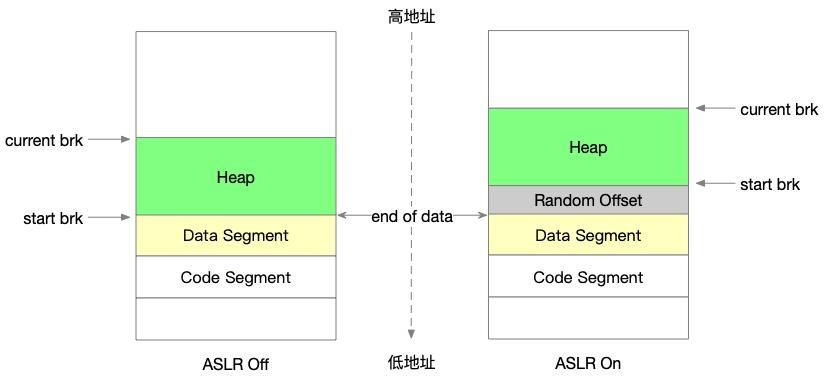 高地址
current brk
Heap
start brk
Data Segment
Code Segment
ASLR Off
end of data
低地址
current brk
Heap
start brk
Random Offset
Data Segment
Code Segment
ASLR On